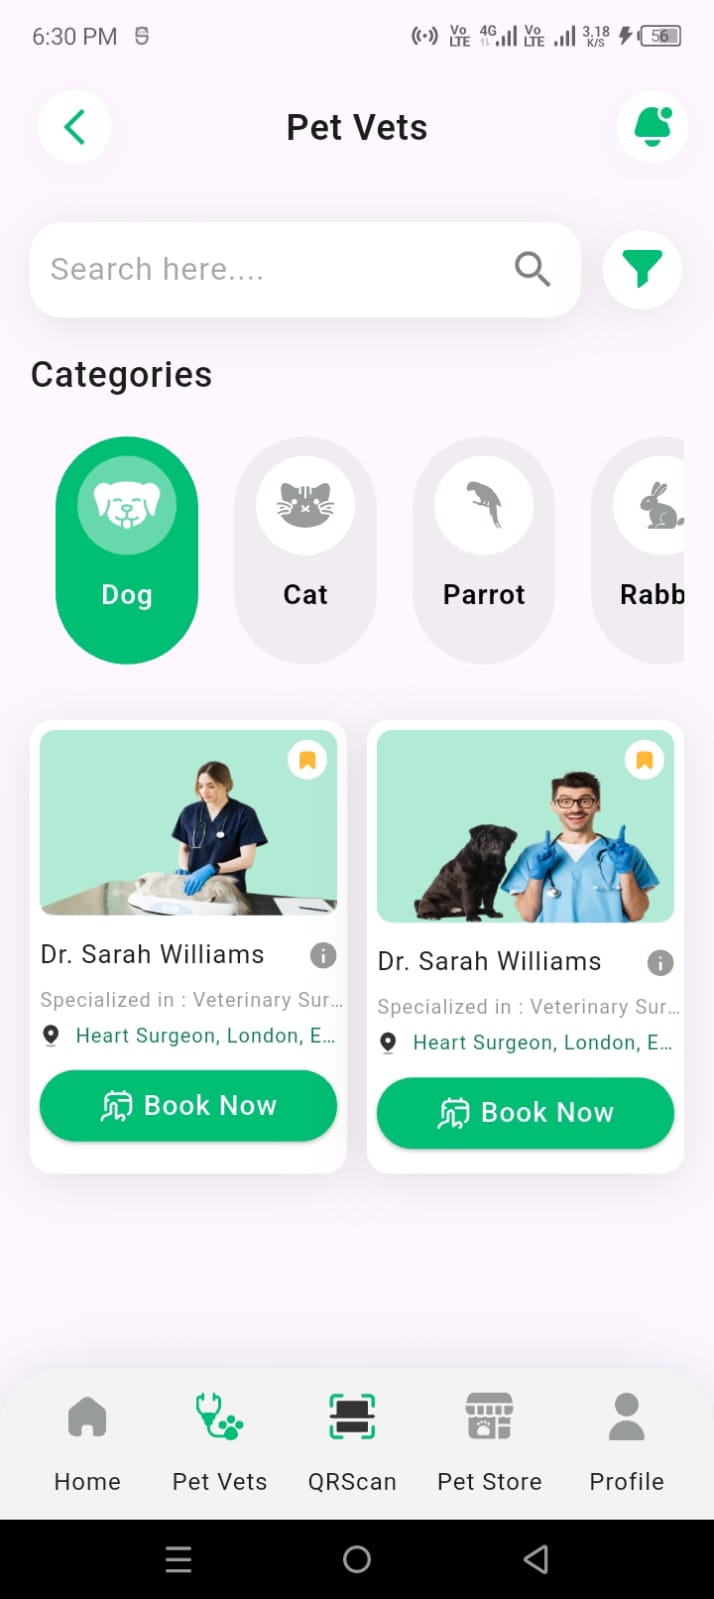 6:30 PM Vo LTE 4G Vo LTE 3.18 K/S 56
Pet Vets
Search here....
Categories
Dog Cat Parrot Rabb
Dr. Sarah Williams
Specialized in : Veterinary Sur...
Heart Surgeon, London, E...
Book Now
Dr. Sarah Williams
Specialized in : Veterinary Sur...
Heart Surgeon, London, E...
Book Now
Home Pet Vets QRScan Pet Store Profile